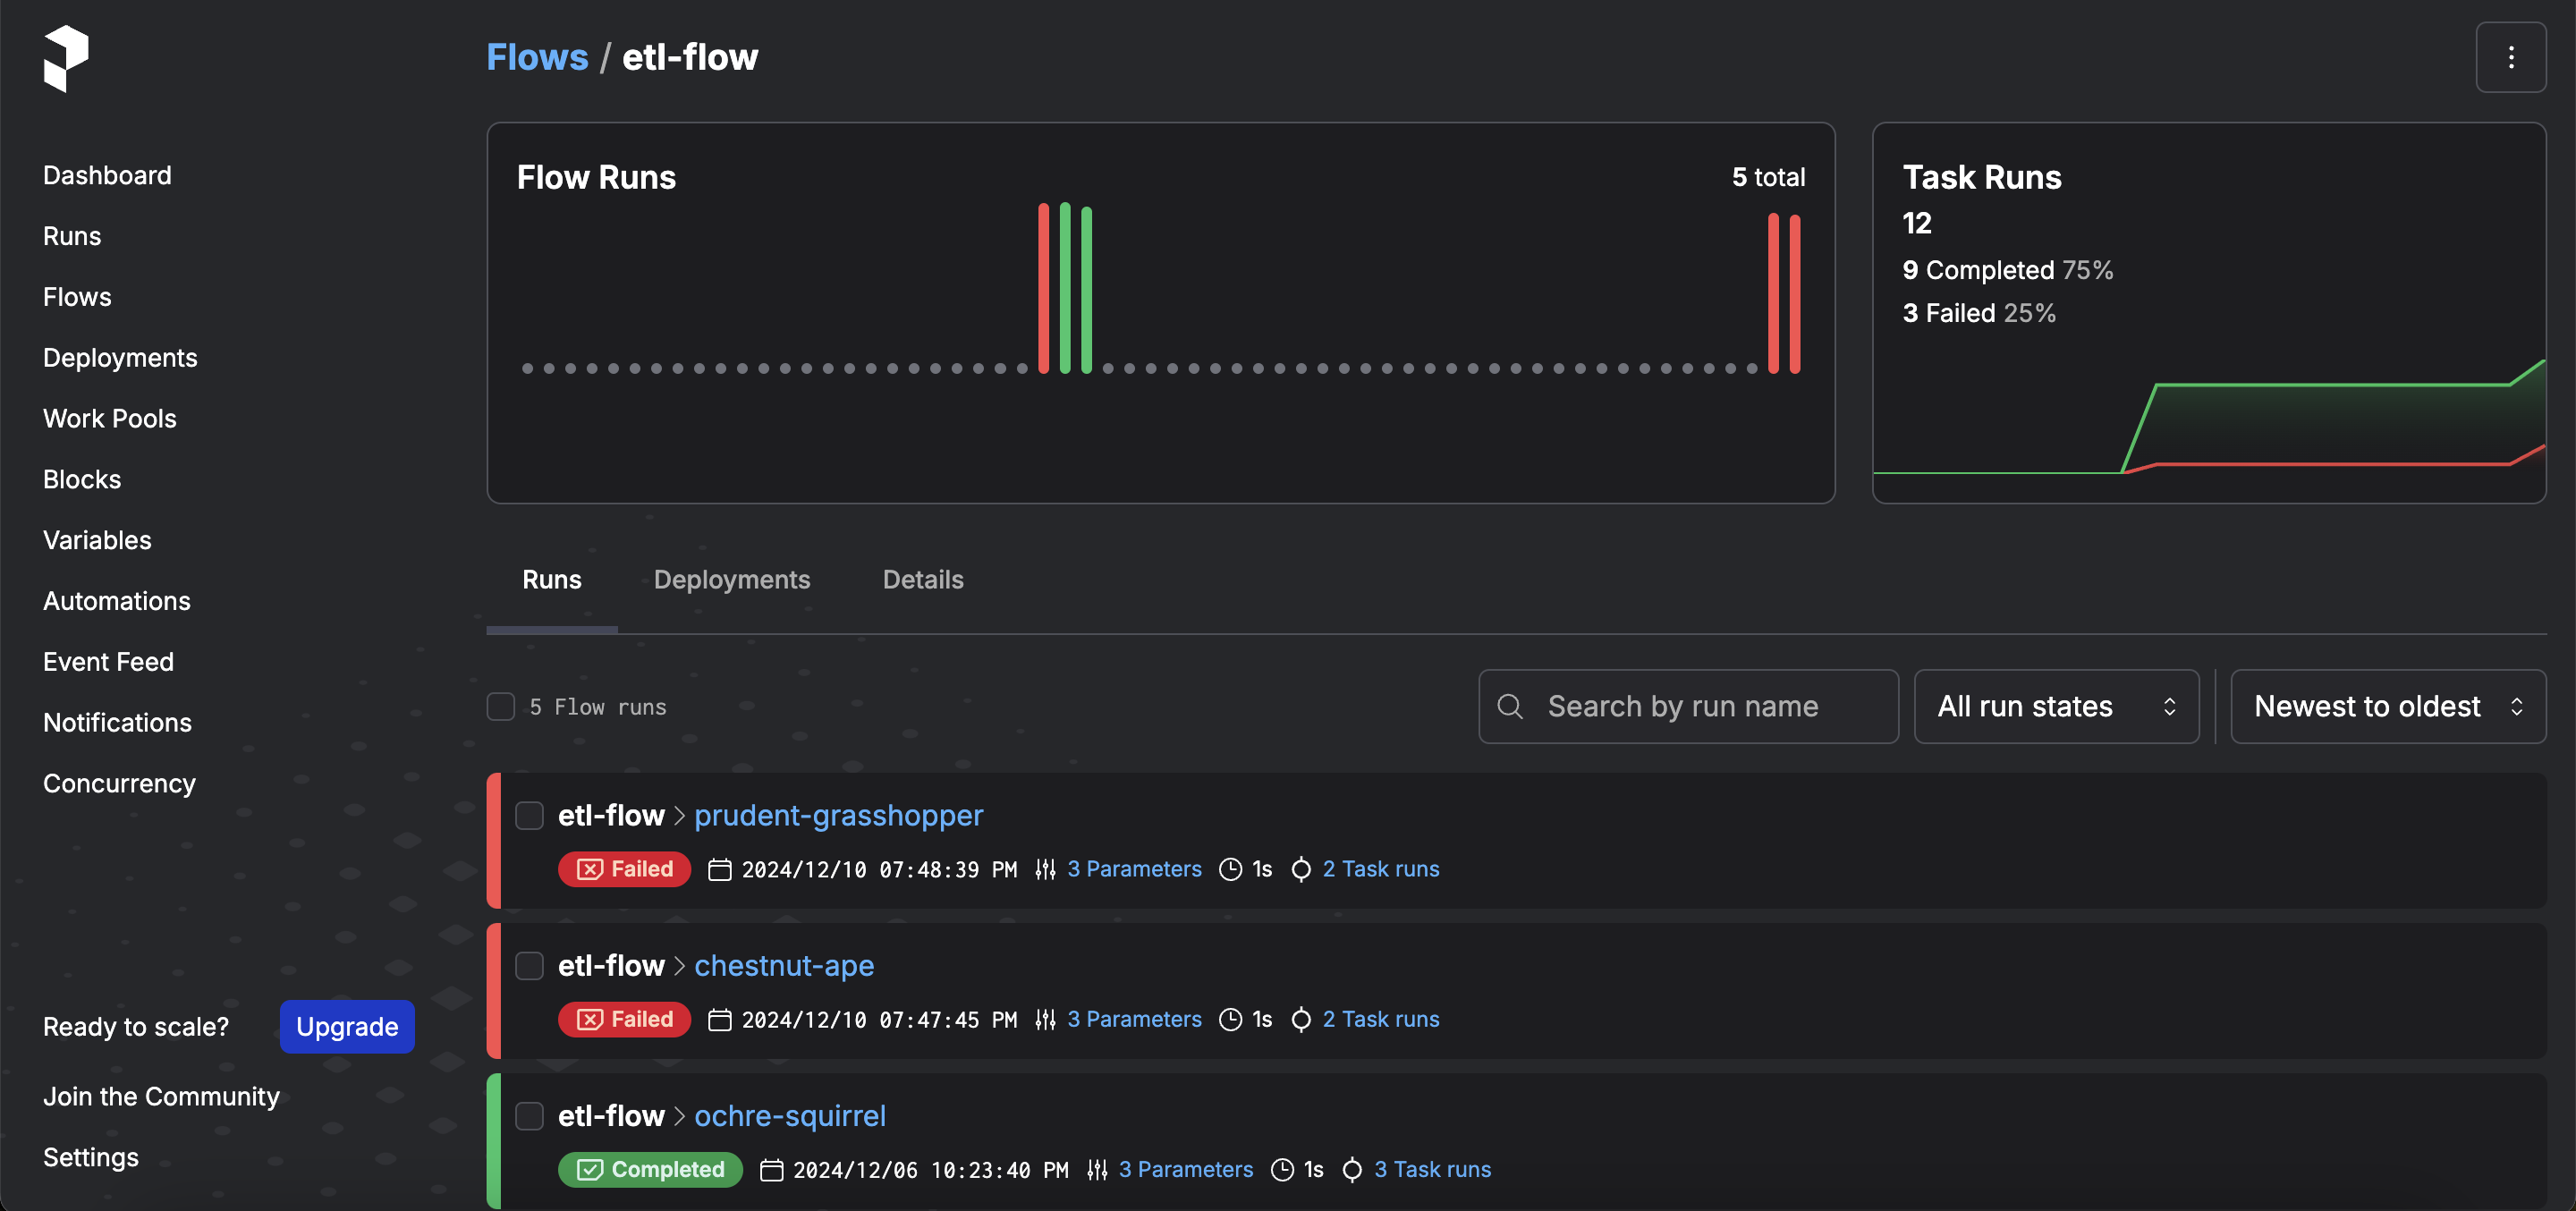 Flows / etl-flow
Dashboard
Runs
Flows
Deployments
Work Pools
Blocks
Variables
Automations
Event Feed
Notifications
Concurrency
Ready to scale? Upgrade
Join the Community
Settings
Flow Runs
5 total
Task Runs
12
9 Completed 75%
3 Failed 25%
Runs Deployments Details
5 Flow runs
Search by run name
All run states
Newest to oldest
etl-flow > prudent-grasshopper
Failed 2024/12/10 07:48:39 PM 3 Parameters 1s 2 Task runs
etl-flow > chestnut-ape
Failed 2024/12/10 07:47:45 PM 3 Parameters 1s 2 Task runs
etl-flow > ochre-squirrel
Completed 2024/12/06 10:23:40 PM 3 Parameters 1s 3 Task runs